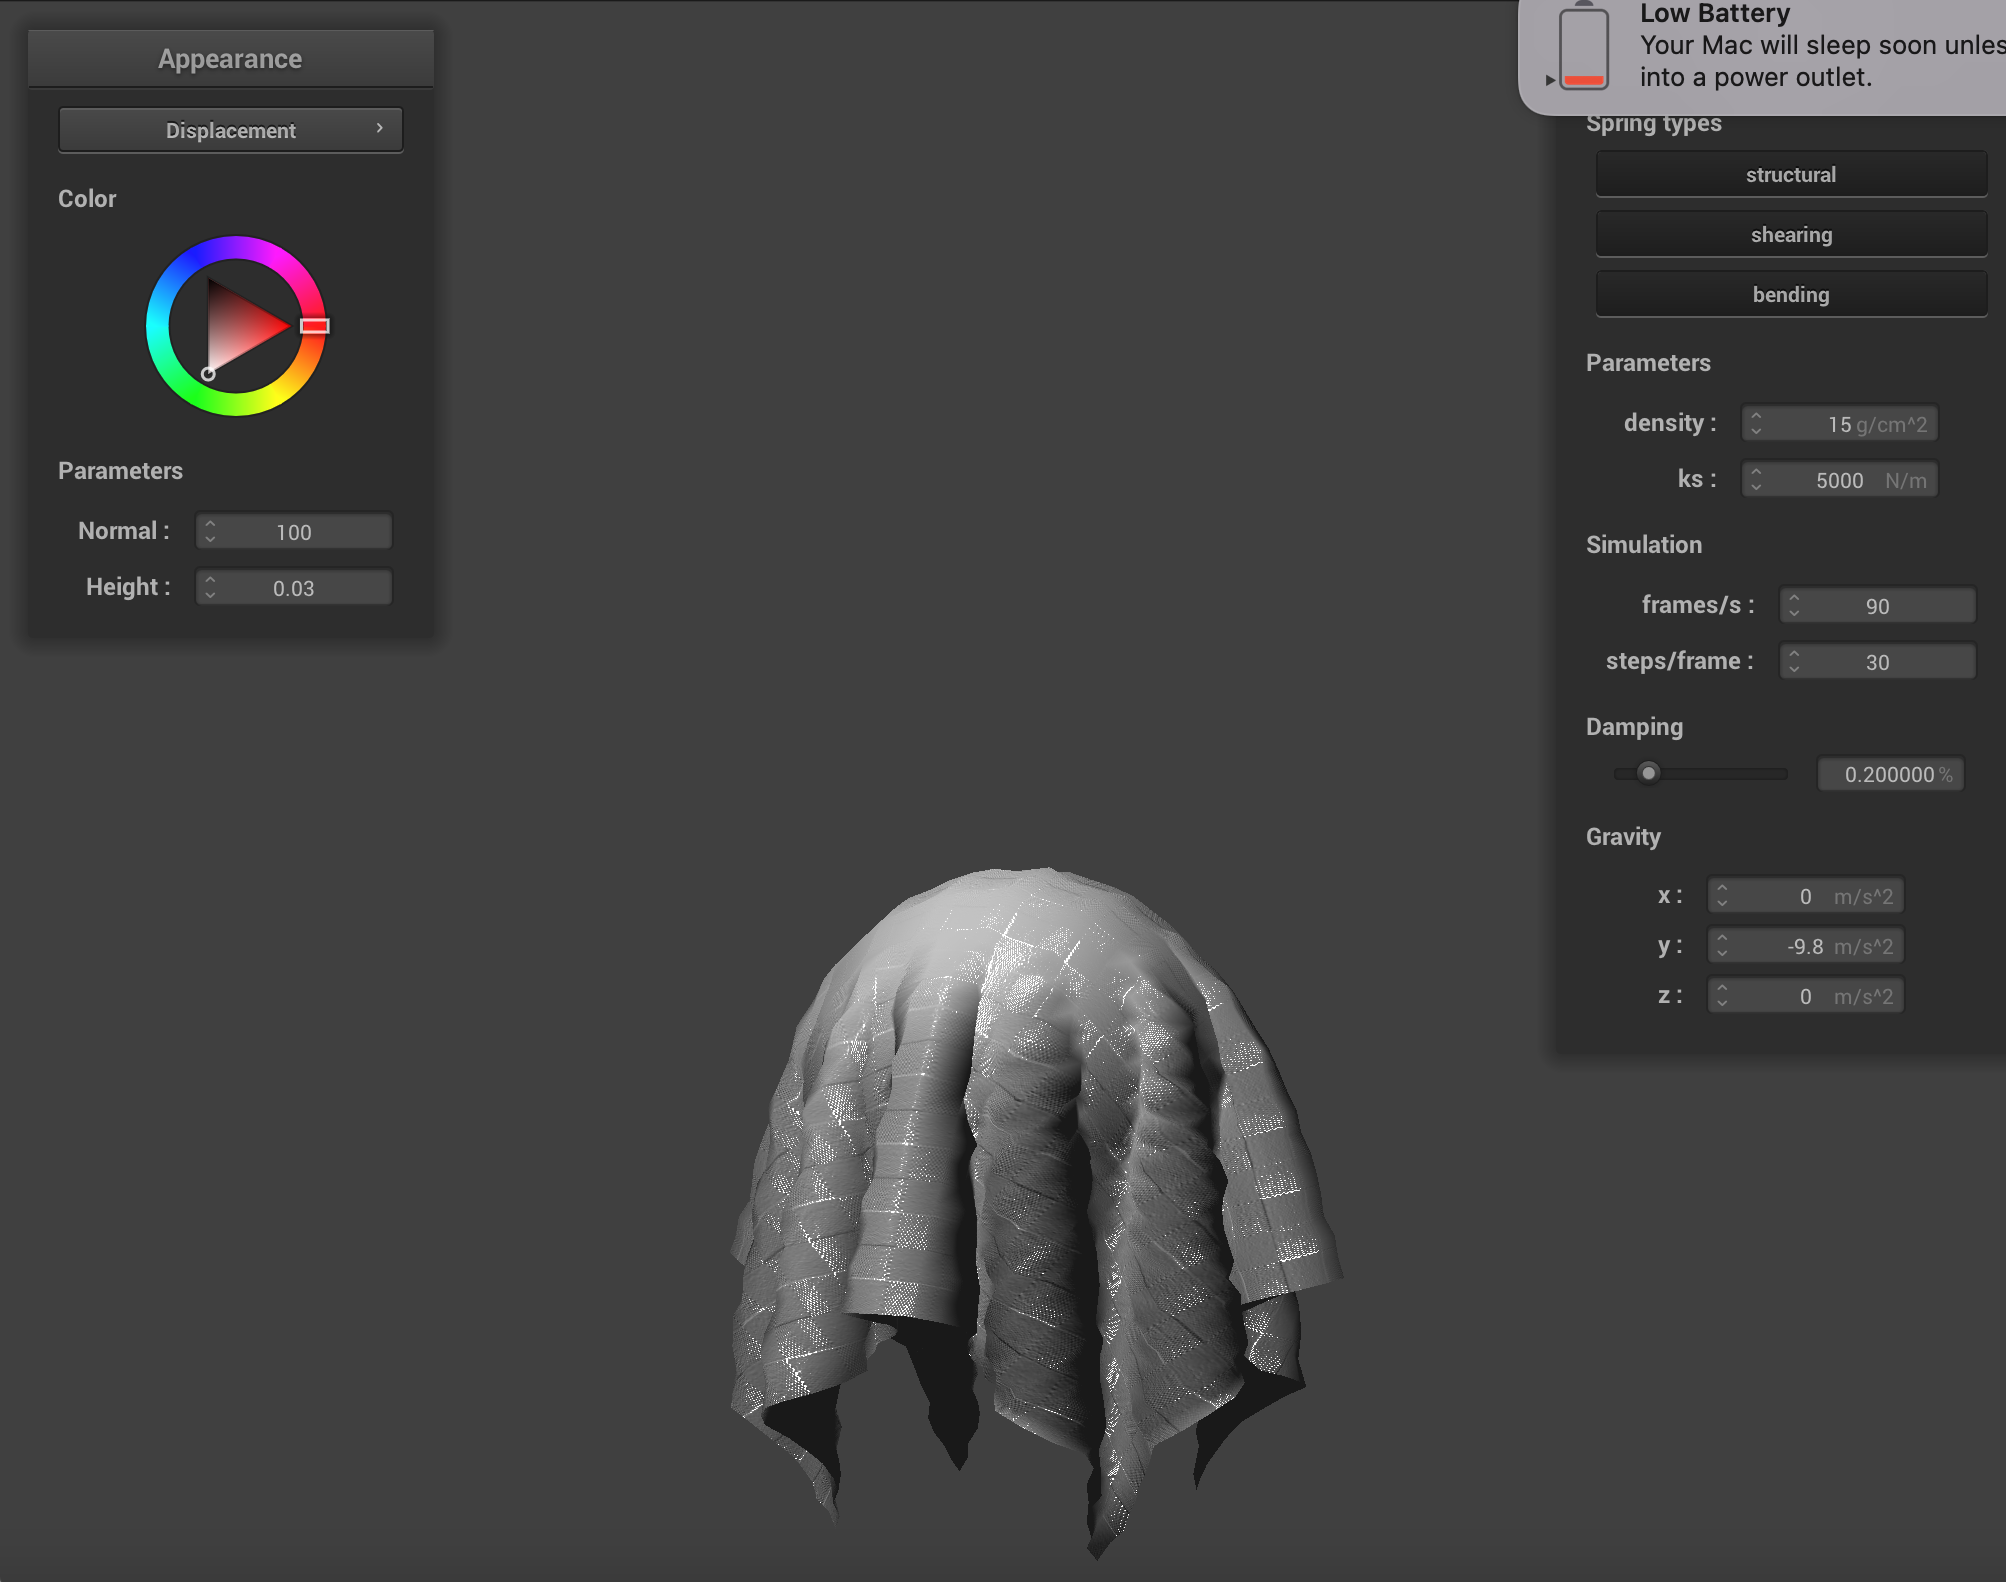 Appearance
Displacement
Color
Parameters
Normal : 100
Height : 0.03
Low Battery
Your Mac will sleep soon
into a power outlet.
Spring types
structural
shearing
bending
Parameters
density : 15 g/cm^2
ks : 5000 N/m
Simulation
frames/s : 90
steps/frame : 30
Damping
0.200000 %
Gravity
x : 0 m/s^2
y : -9.8 m/s^2
z : 0 m/s^2